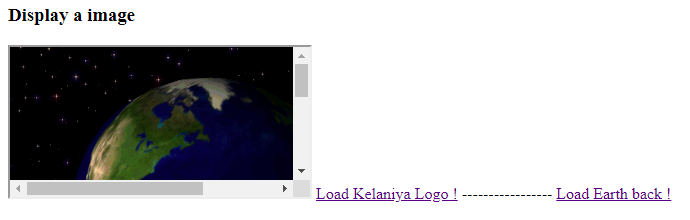 Display a image
Load Kelaniya Logo ! ----------------- Load Earth back !